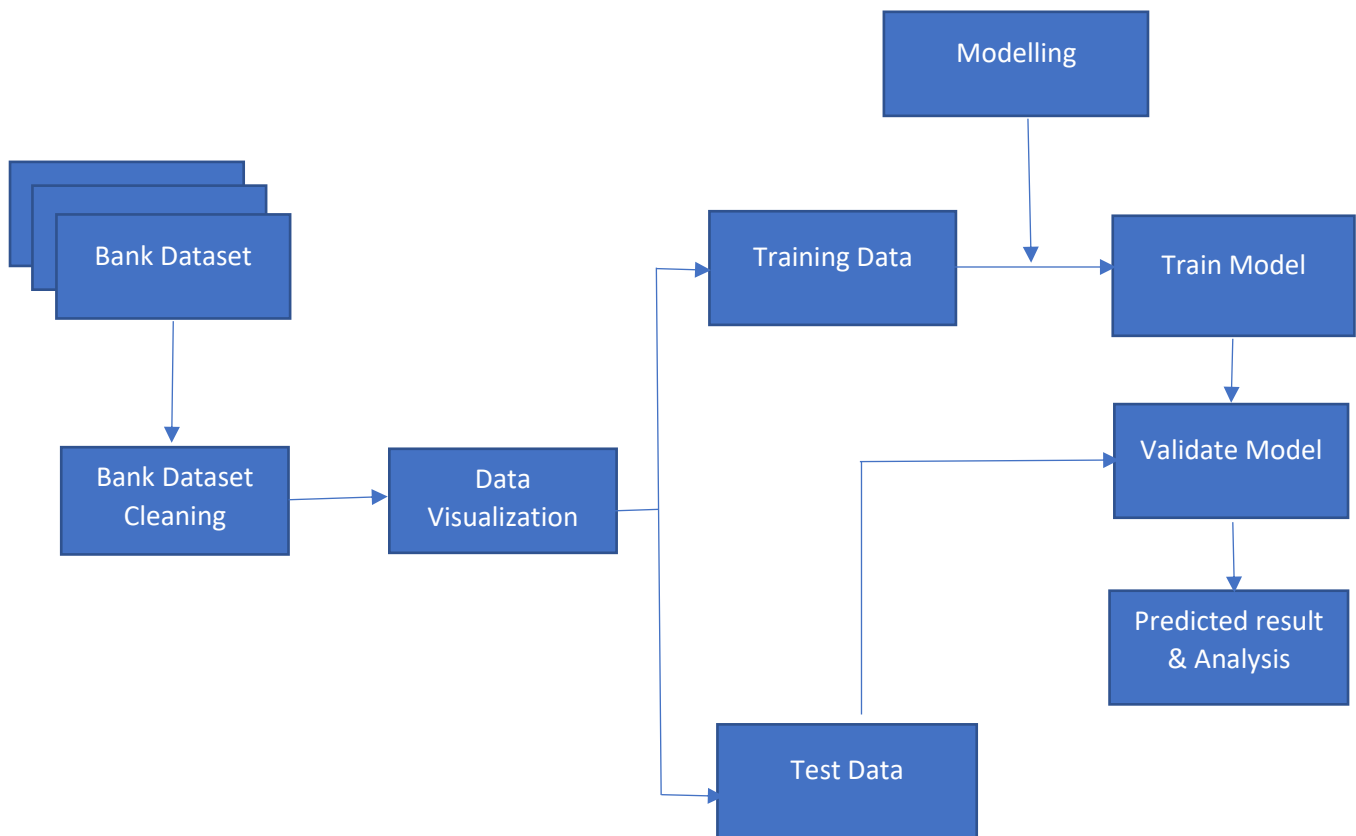 Modelling
Bank Dataset
Training Data
Train Model
Bank Dataset
Cleaning
Data
Visualization
Validate Model
Predicted result
& Analysis
Test Data